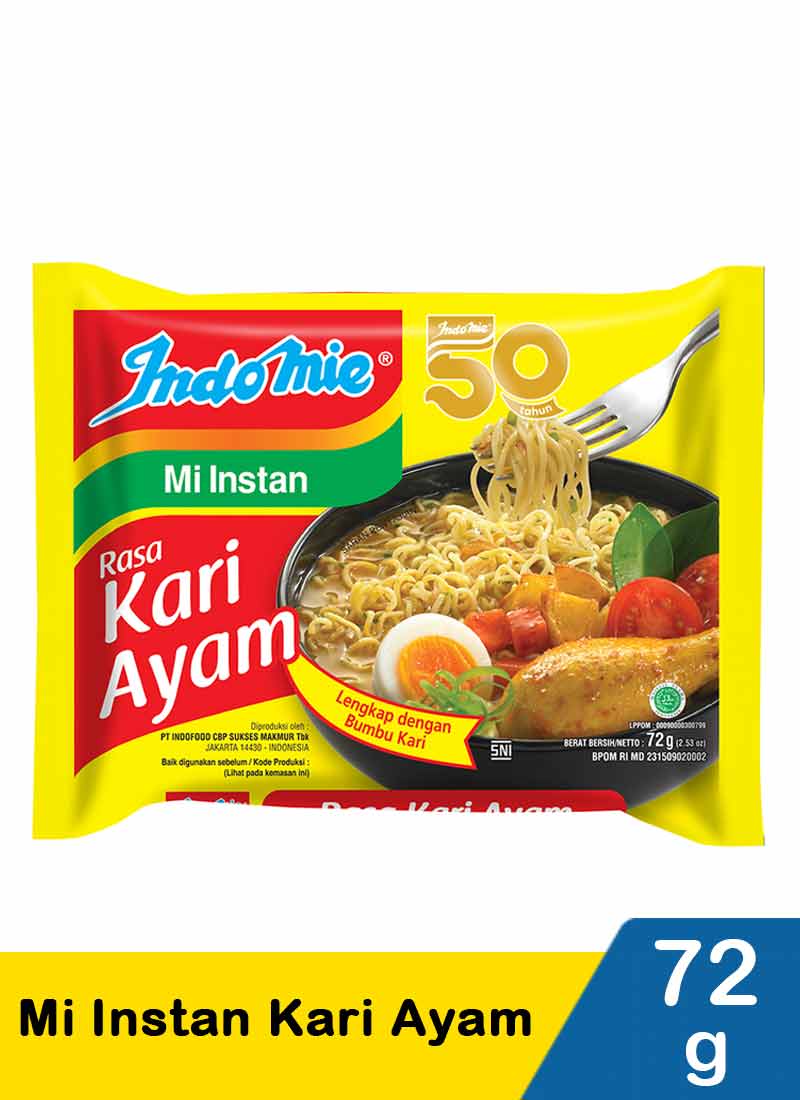 Indomie®
Indomie
50
tahun
Mi Instan
Rasa
Kari
Ayam
Lengkap dengan
Bumbu Kari
Diproduksi oleh :
PT INDOFOOD CBP SUKSES MAKMUR Tbk
JAKARTA 14430 - INDONESIA
Baik digunakan sebelum / Kode Produksi :
(Lihat pada kemasan ini)
SNI
LPPOM : 00090000300799
BERAT BERSIH/NETTO : 72 g (2.53 oz)
BPOM RI MD 231509020002
Rasa Kari Ayam
Mi Instan Kari Ayam
72
g